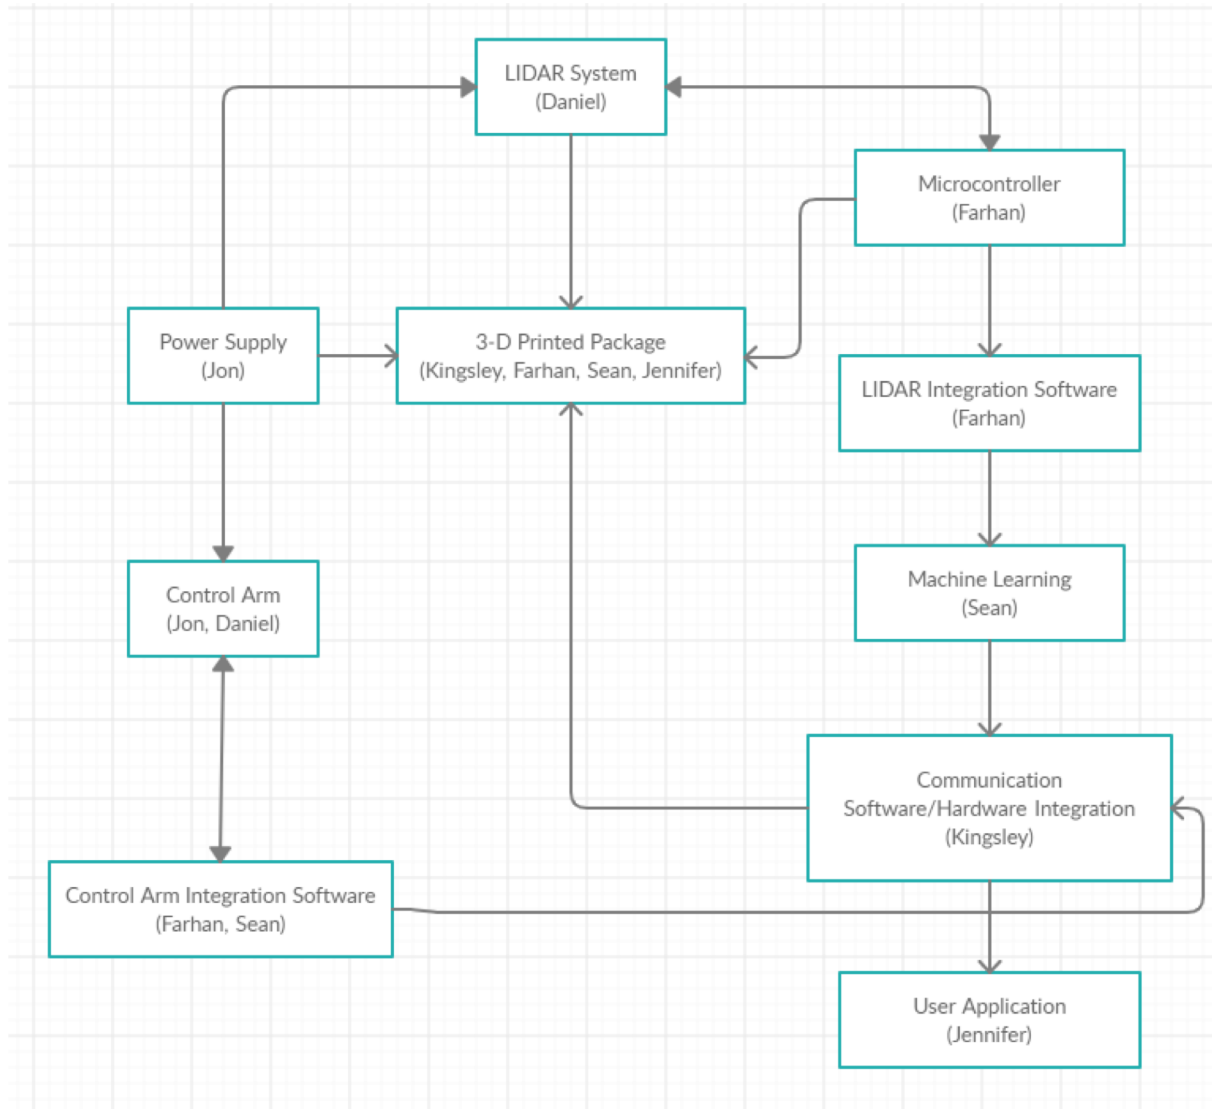 LIDAR System
(Daniel)
Microcontroller
(Farhan)
Power Supply
(Jon)
3-D Printed Package
(Kingsley, Farhan, Sean, Jennifer)
LIDAR Integration Software
(Farhan)
Control Arm
(Jon, Daniel)
Machine Learning
(Sean)
Communication
Software/Hardware Integration
(Kingsley)
Control Arm Integration Software
(Farhan, Sean)
User Application
(Jennifer)